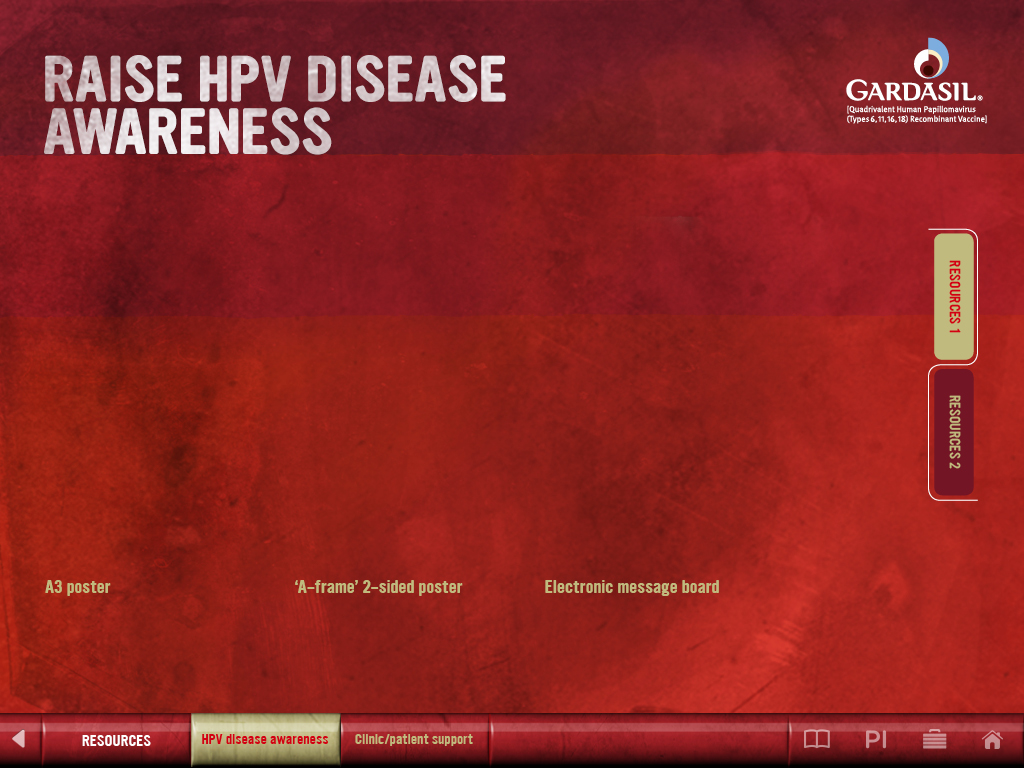 RAISE HPV DISEASE
AWARENESS
GARDASIL®
[Quadrivalent Human Papillomavirus
(Types 6, 11, 16, 18) Recombinant Vaccine]
RESOURCES 1
RESOURCES 2
A3 poster
‘A–frame’ 2–sided poster
Electronic message board
RESOURCES
HPV disease awareness
Clinic/patient support
PI